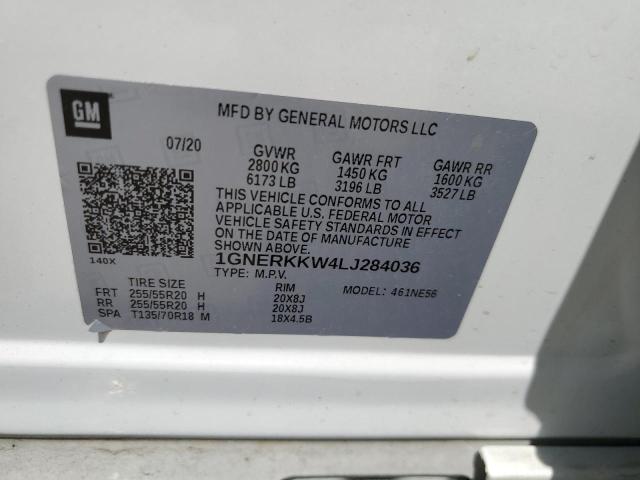 GM
MFD BY GENERAL MOTORS LLC
07/20
GVWR GAWR FRT GAWR RR
2800 KG 1450 KG 1600 KG
6173 LB 3196 LB 3527 LB
THIS VEHICLE CONFORMS TO ALL
APPLICABLE U.S. FEDERAL MOTOR
VEHICLE SAFETY STANDARDS IN EFFECT
ON THE DATE OF MANUFACTURE SHOWN ABOVE.
1GNERKKW4LJ284036
140X
TYPE: M.P.V. MODEL: 461NE56
TIRE SIZE RIM
FRT 255/55R20 H 20X8J
RR 255/55R20 H 20X8J
SPA T135/70R18 M 18X4.5B